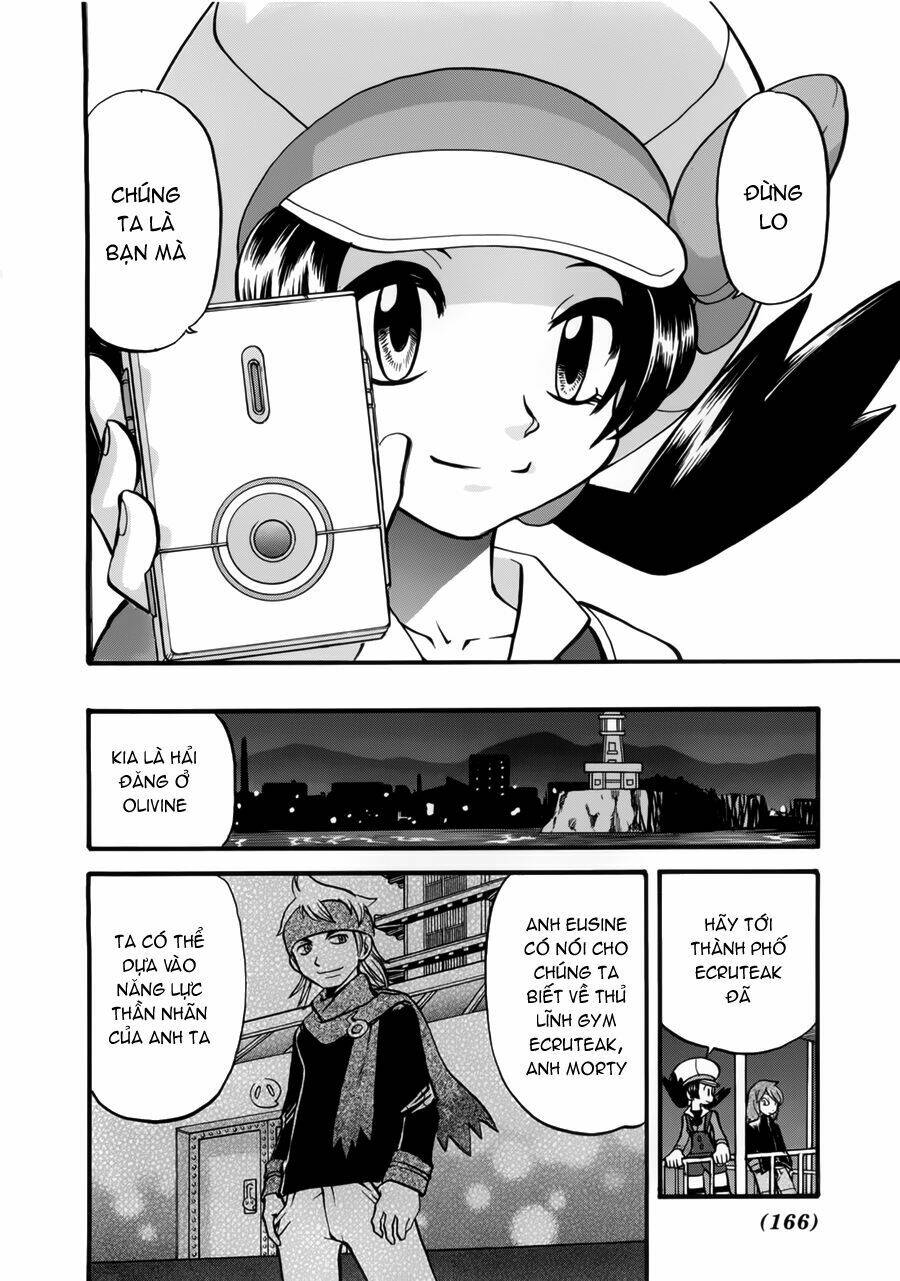 ĐỪNG
LO
CHÚNG
TA LÀ
BẠN MÀ
KIA LÀ HẢI
ĐĂNG Ở
OLIVINE
HÃY TỚI
THÀNH PHỐ
ECRUTEAK
ĐÃ
ANH EUSINE
CÓ NÓI CHO
CHÚNG TA
BIẾT VỀ THỦ
LĨNH GYM
ECRUTEAK,
ANH MORTY
TA CÓ THỂ
DỰA VÀO
NĂNG LỰC
THẦN NHÃN
CỦA ANH TA
(166)